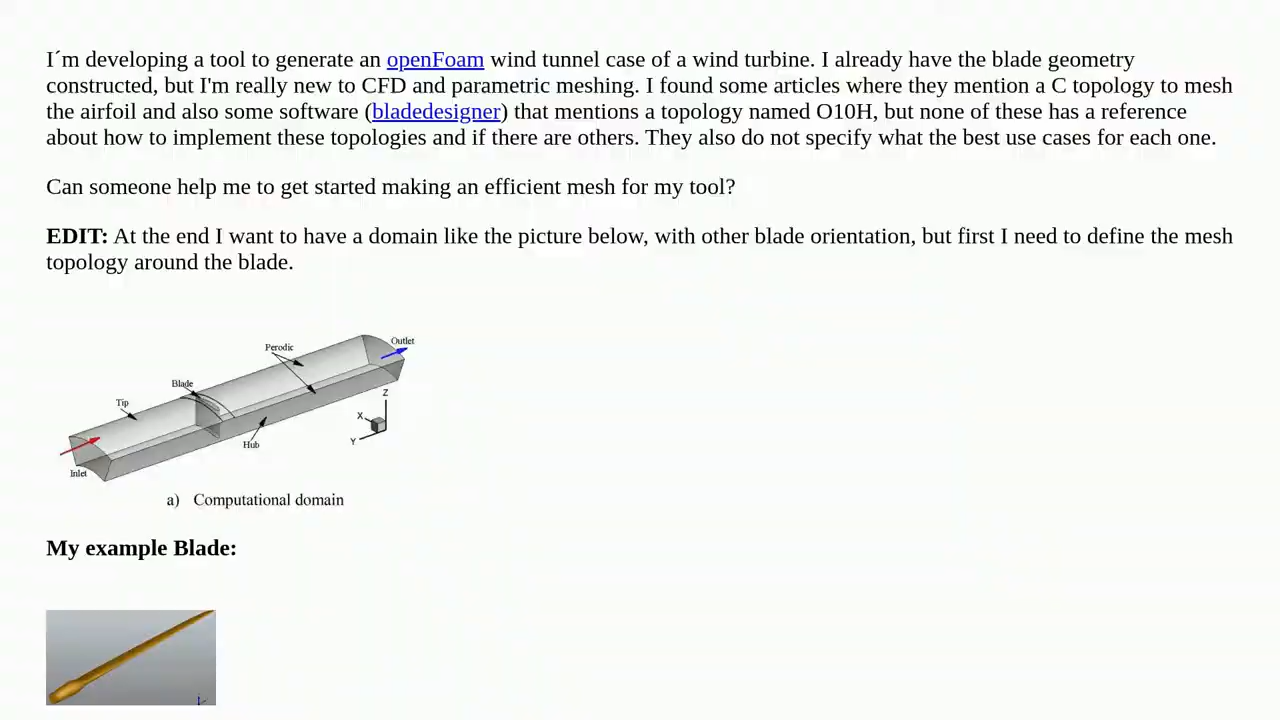 I´m developing a tool to generate an openFoam wind tunnel case of a wind turbine. I already have the blade geometry
constructed, but I'm really new to CFD and parametric meshing. I found some articles where they mention a C topology to mesh
the airfoil and also some software (bladedesigner) that mentions a topology named O10H, but none of these has a reference
about how to implement these topologies and if there are others. They also do not specify what the best use cases for each one.
Can someone help me to get started making an efficient mesh for my tool?
EDIT: At the end I want to have a domain like the picture below, with other blade orientation, but first I need to define the mesh
topology around the blade.
Outlet
Perodic
Blade
Z
Tip
X
Y
Hub
Inlet
a) Computational domain
My example Blade: